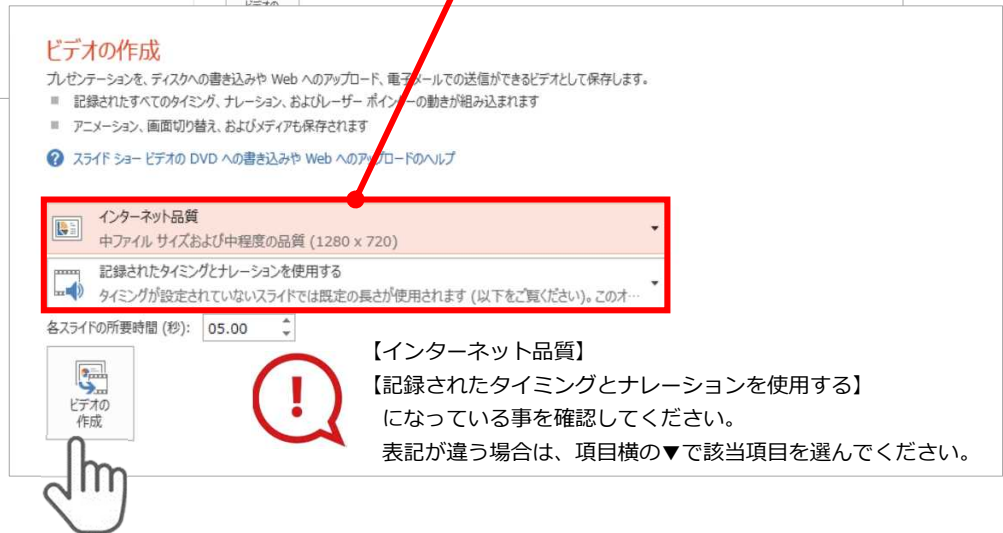 ビデオの
ビデオの作成
プレゼンテーションを、ディスクへの書き込みや Web へのアップロード、電子メールでの送信ができるビデオとして保存します。
記録されたすべてのタイミング、ナレーション、およびレーザー ポインターの動きが組み込まれます
アニメーション、画面切り替え、およびメディアも保存されます
スライド ショー ビデオの DVD への書き込みや Web へのアップロードのヘルプ
インターネット品質
中ファイル サイズおよび中程度の品質 (1280 x 720)
記録されたタイミングとナレーションを使用する
タイミングが設定されていないスライドでは既定の長さが使用されます (以下をご覧ください)。このオ…
各スライドの所要時間 (秒): 05.00
ビデオの
作成
【インターネット品質】
【記録されたタイミングとナレーションを使用する】
になっている事を確認してください。
表記が違う場合は、項目横の▼で該当項目を選んでください。